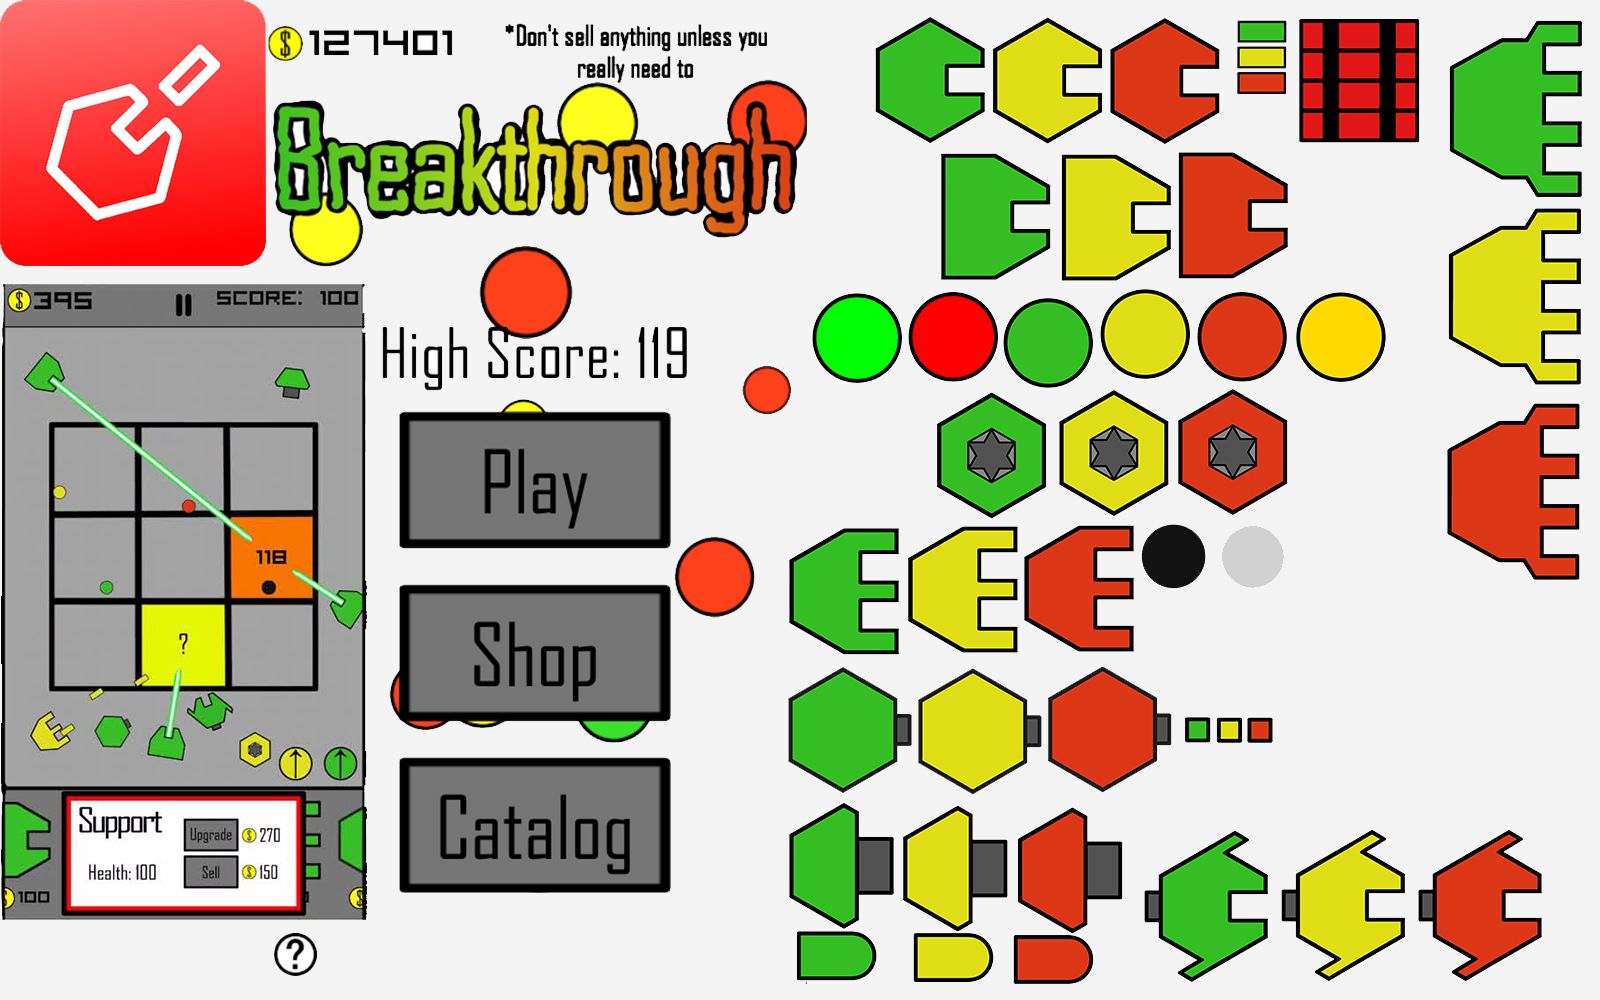 $ 127401
*Don't sell anything unless you
really need to
Breakthrough
$ 395
SCORE: 100
High Score: 119
Play
118
?
Shop
Support
Upgrade
$ 270
Health: 100
Sell
$ 150
100
Catalog
?